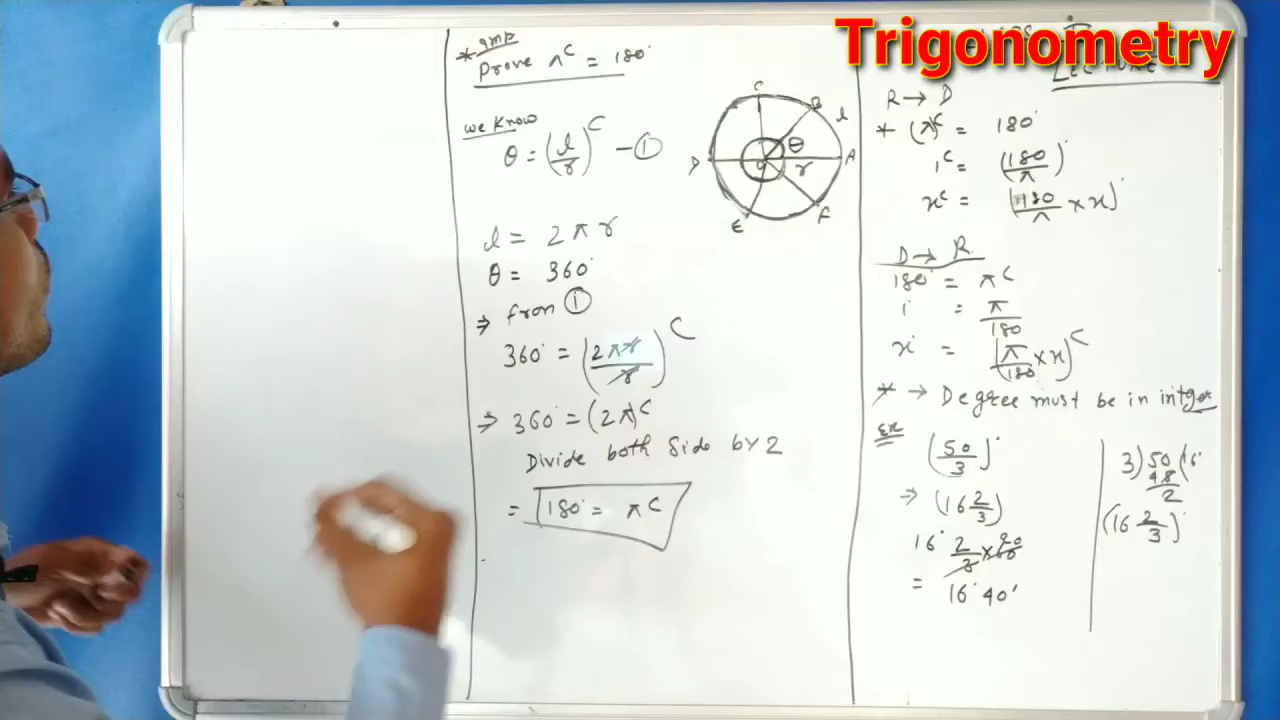 Trigonometry
LECTURE
* Imp
Prove π^c = 180°
we know
θ = (l/r)^c — ①
C
B
l
θ
A
D
O
r
E
F
l = 2πr
θ = 360°
⇒ from ①
360° = (2πr/r)^c
⇒ 360° = (2π)^c
Divide both Side by 2
= 180° = π^c
R → D
* (π)^c = 180°
1^c = (180/π)°
x^c = (180/π × x)°
D → R
180° = π^c
1° = π/180
x° = (π/180 × x)^c
* → Degree must be in intger
Ex
(50/3)°
⇒ (16 2/3)
16° 2/3 × 60
= 16° 40'
3) 50 (16
48
2
(16 2/3)°